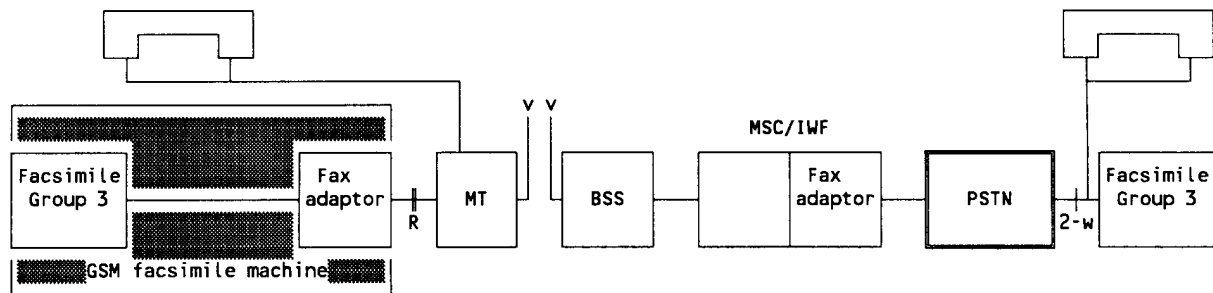 MSC/IWF
Facsimile
Group 3
Fax
adaptor
R
MT
v v
BSS
Fax
adaptor
PSTN
2-w
Facsimile
Group 3
GSM facsimile machine